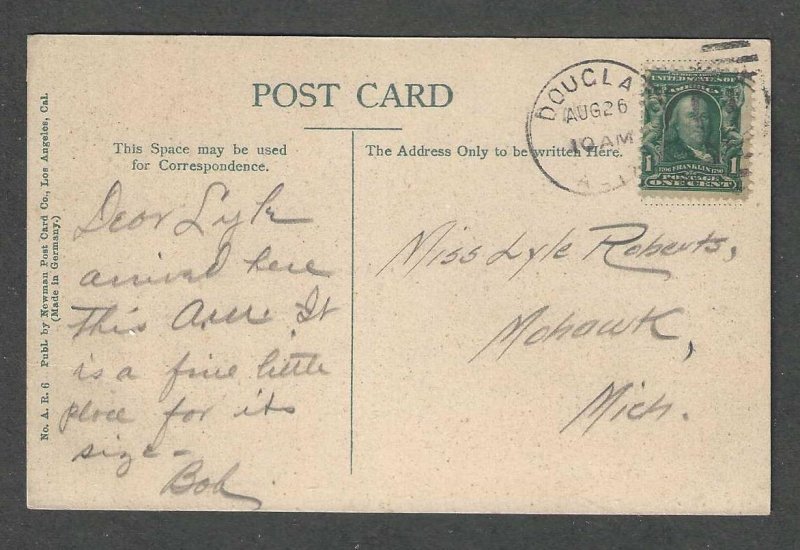 POST CARD
This Space may be used
for Correspondence.
The Address Only to be written Here.
No. A. R. 6 Publ. by Newman Post Card Co., Los Angeles, Cal.
(Made in Germany.)
DOUGLA
AUG 26
10 AM
UNITED STATES OF
AMERICA
1 FRANKLIN 1
POSTAGE
ONE CENT
Dear Lyle
arrived here
This It
is a fine little
place for its
size-
Bob
Miss Lyle Roberts,
Mohawk,
Mich.